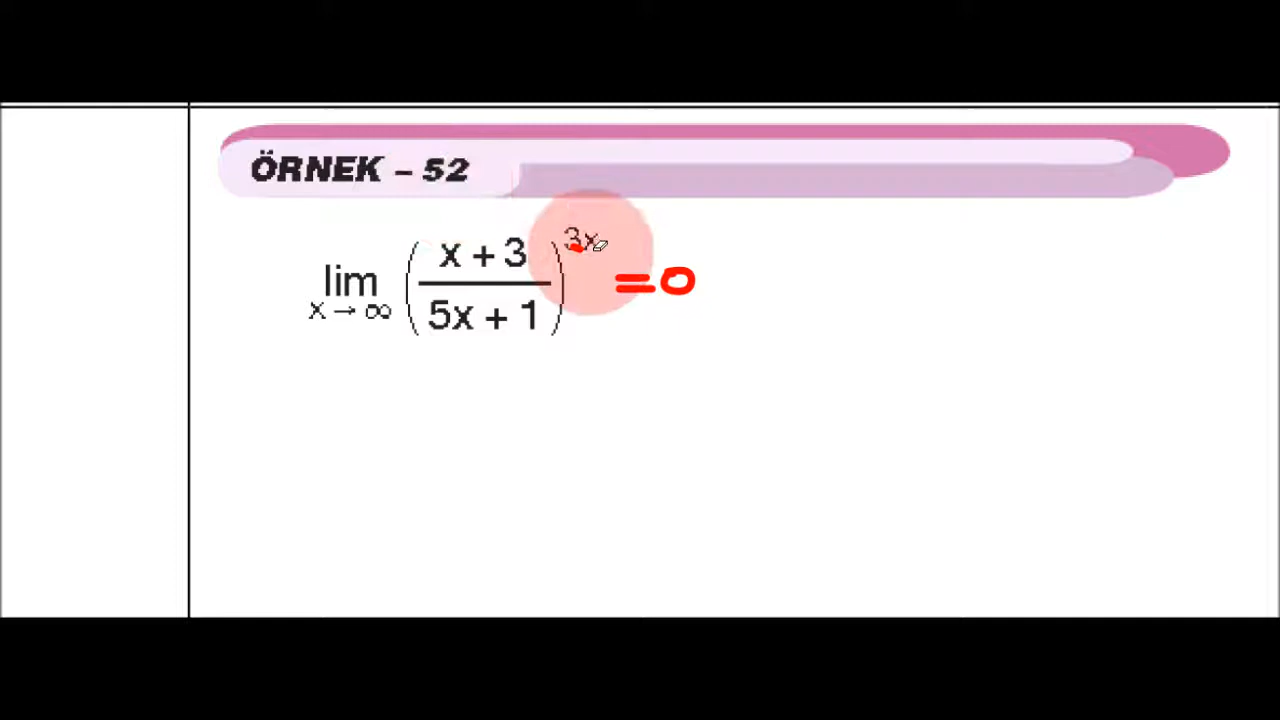 ÖRNEK – 52
lim x → ∞ ( x + 3 / 5x + 1 ) 3x = 0